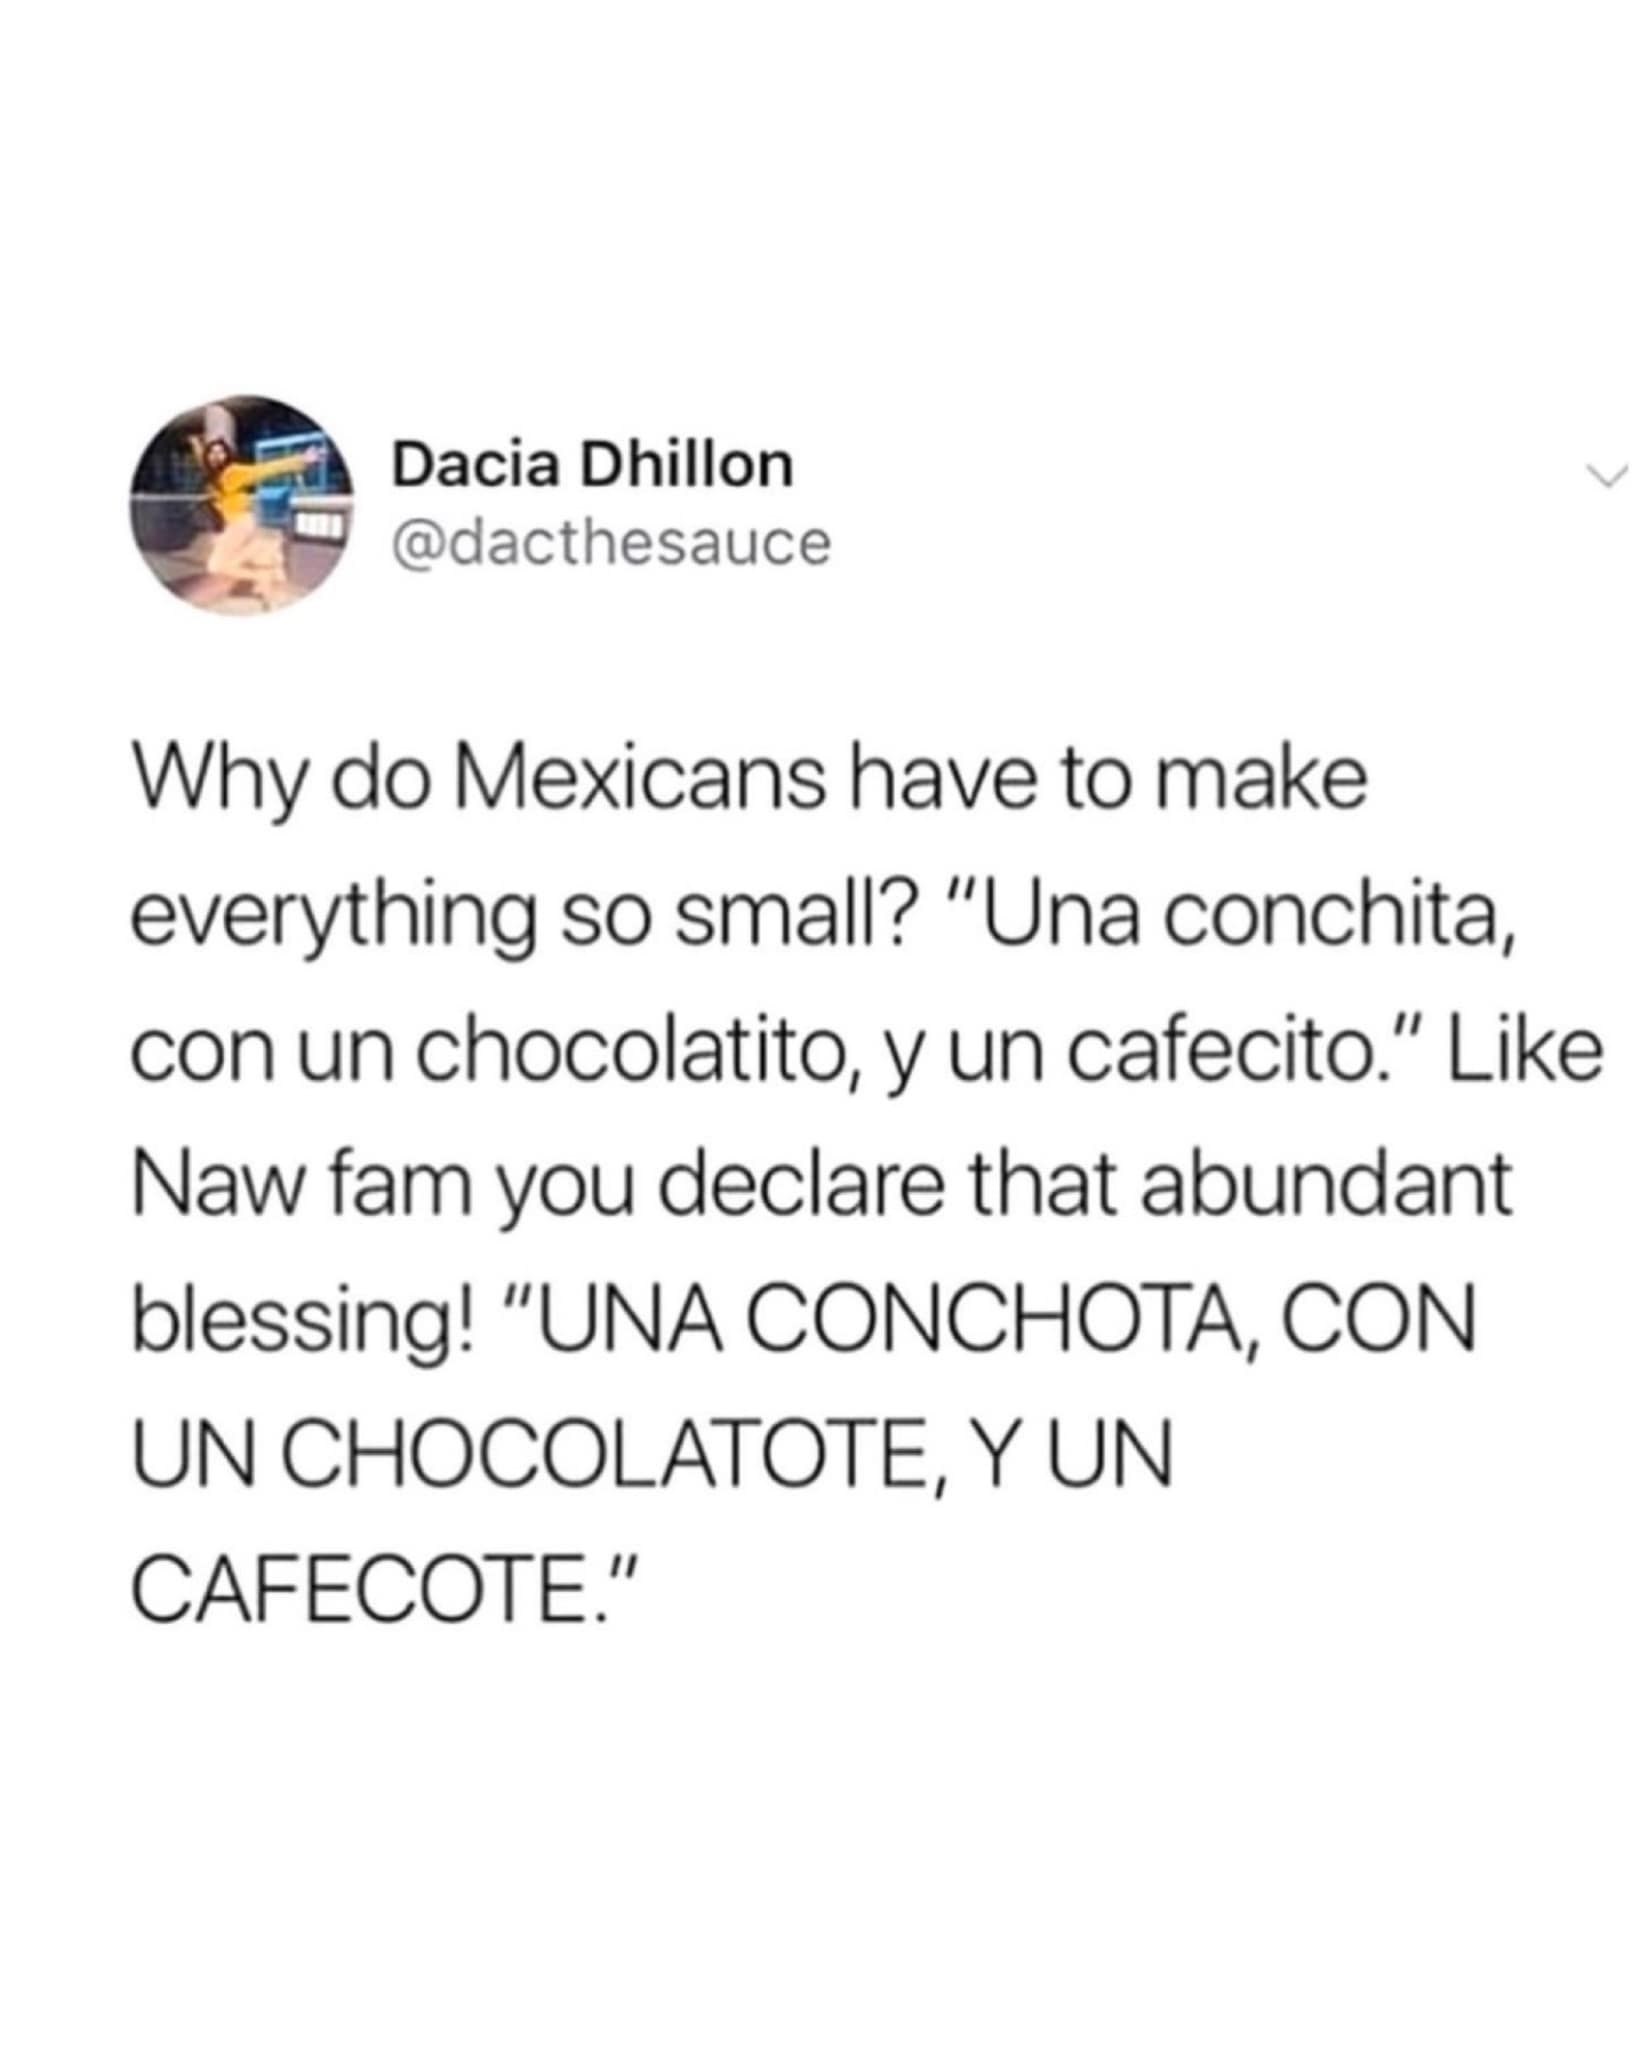 Dacia Dhillon
@dacthesauce
Why do Mexicans have to make
everything so small? "Una conchita,
con un chocolatito, y un cafecito." Like
Naw fam you declare that abundant
blessing! "UNA CONCHOTA, CON
UN CHOCOLATOTE, Y UN
CAFECOTE."